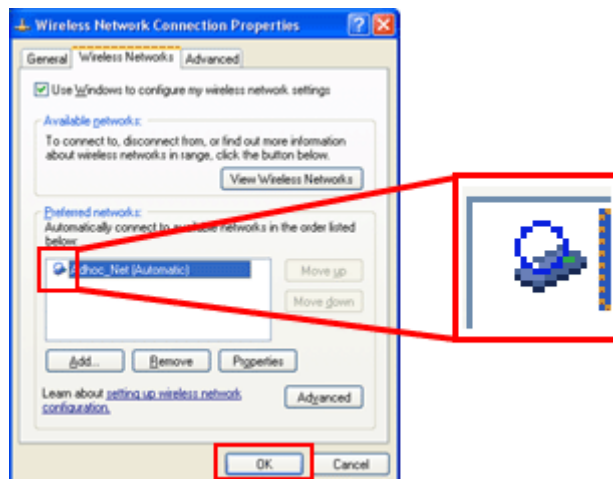 Wireless Network Connection Properties
General Wireless Networks Advanced
Use Windows to configure my wireless network settings
Available networks:
To connect to, disconnect from, or find out more information
about wireless networks in range, click the button below.
View Wireless Networks
Preferred networks:
Automatically connect to available networks in the order listed
below:
Adhoc_Net (Automatic)
Move up
Move down
Add... Remove Properties
Learn about setting up wireless network
configuration.
Advanced
OK Cancel